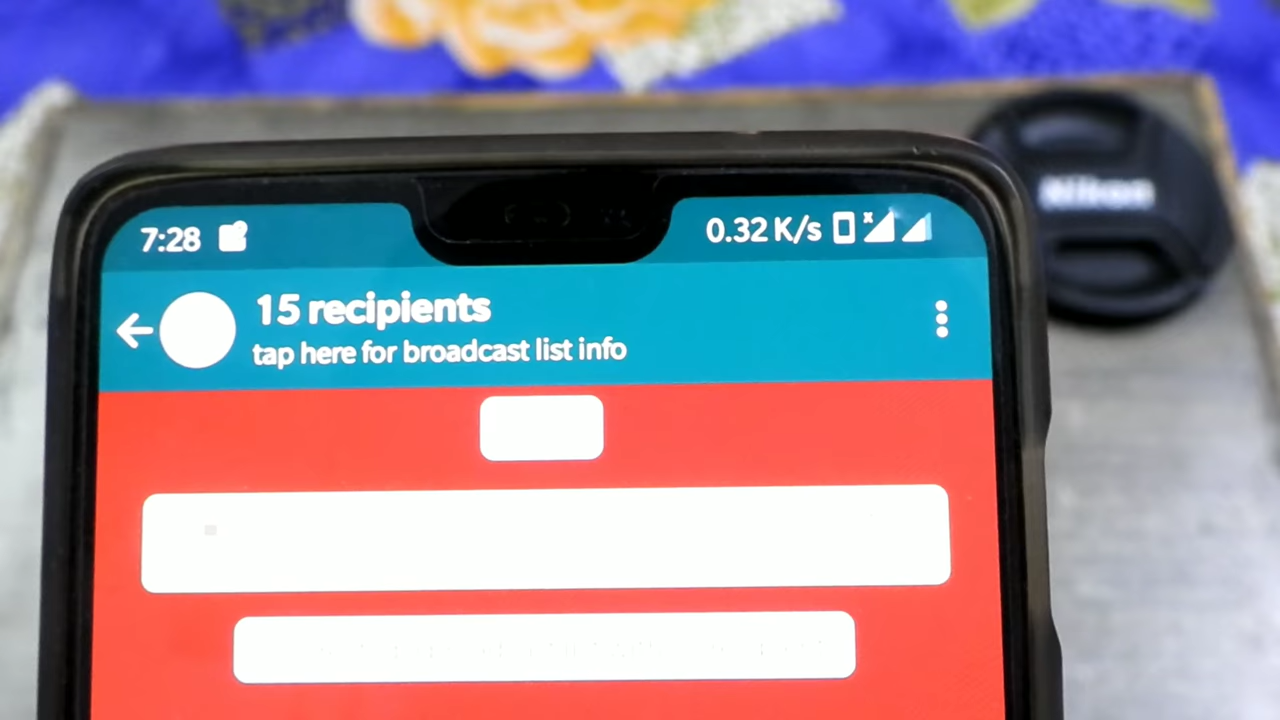 7:28
0.32 K/s
Nikon
15 recipients
tap here for broadcast list info